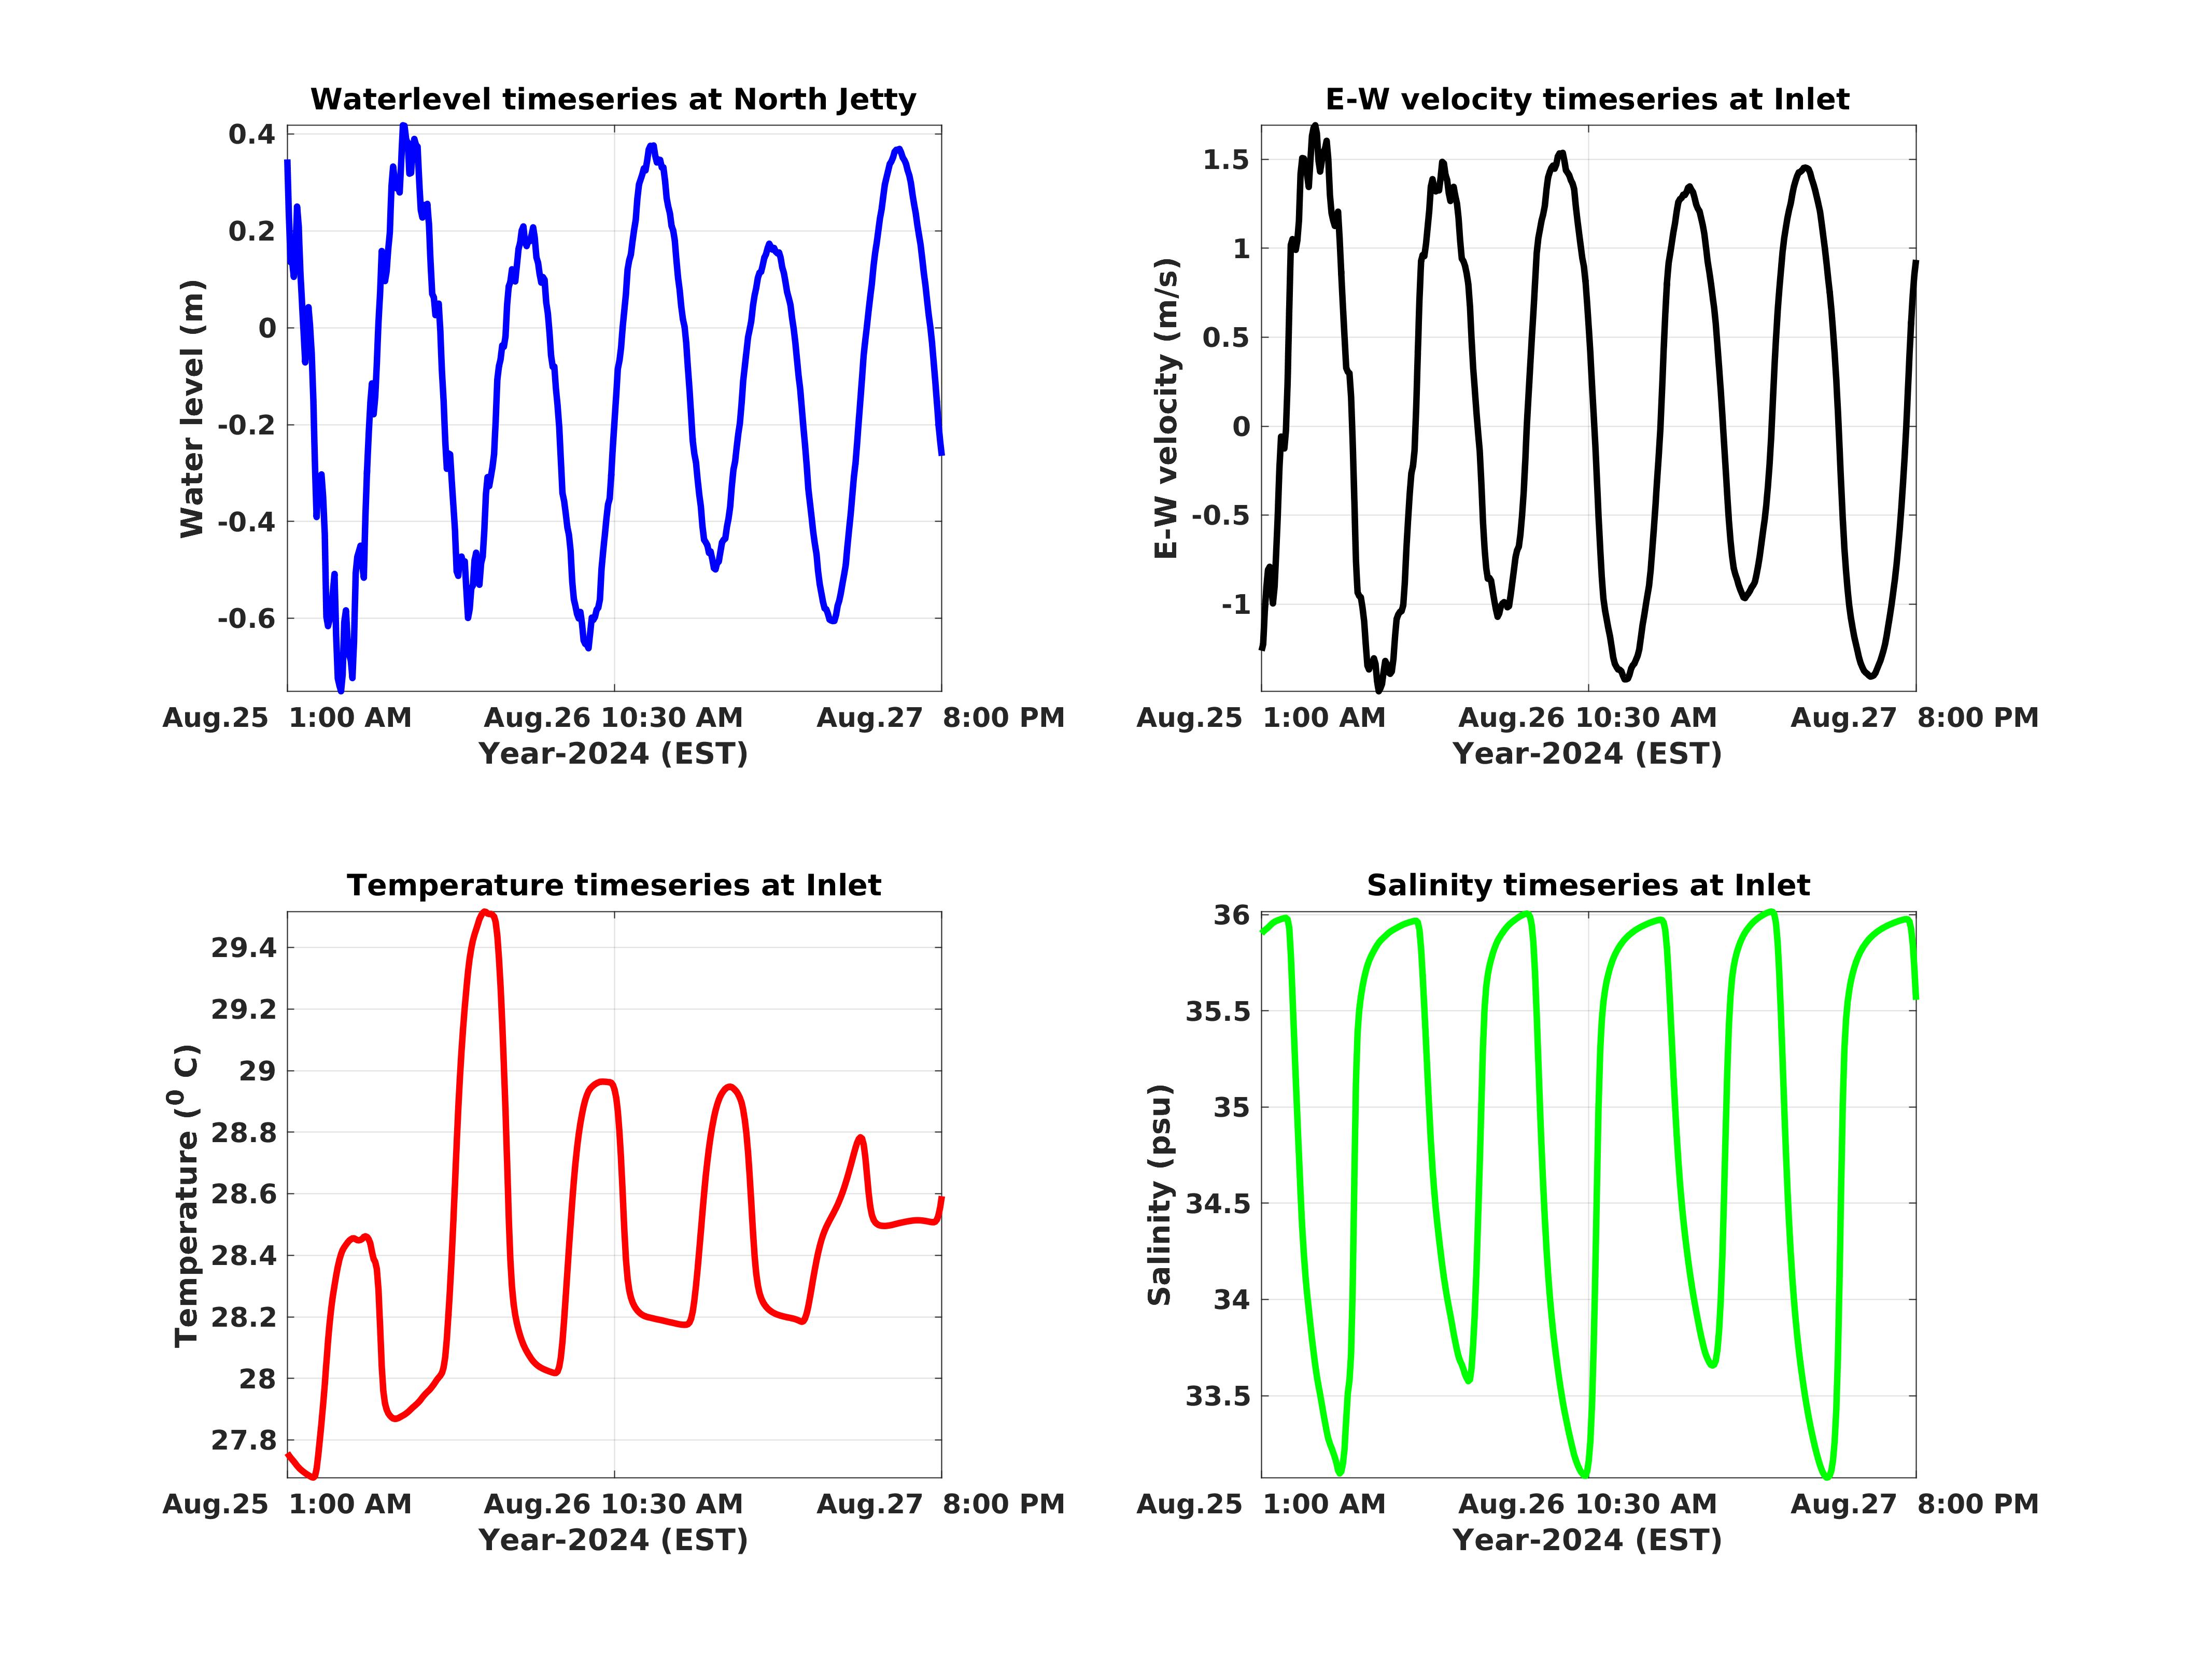 Waterlevel timeseries at North Jetty
0.4
0.2
0
-0.2
-0.4
-0.6
Water level (m)
Aug.25 1:00 AM Aug.26 10:30 AM Aug.27 8:00 PM
Year-2024 (EST)
E-W velocity timeseries at Inlet
1.5
1
0.5
0
-0.5
-1
E-W velocity (m/s)
Aug.25 1:00 AM Aug.26 10:30 AM Aug.27 8:00 PM
Year-2024 (EST)
Temperature timeseries at Inlet
29.4
29.2
29
28.8
28.6
28.4
28.2
28
27.8
Temperature (⁰ C)
Aug.25 1:00 AM Aug.26 10:30 AM Aug.27 8:00 PM
Year-2024 (EST)
Salinity timeseries at Inlet
36
35.5
35
34.5
34
33.5
Salinity (psu)
Aug.25 1:00 AM Aug.26 10:30 AM Aug.27 8:00 PM
Year-2024 (EST)